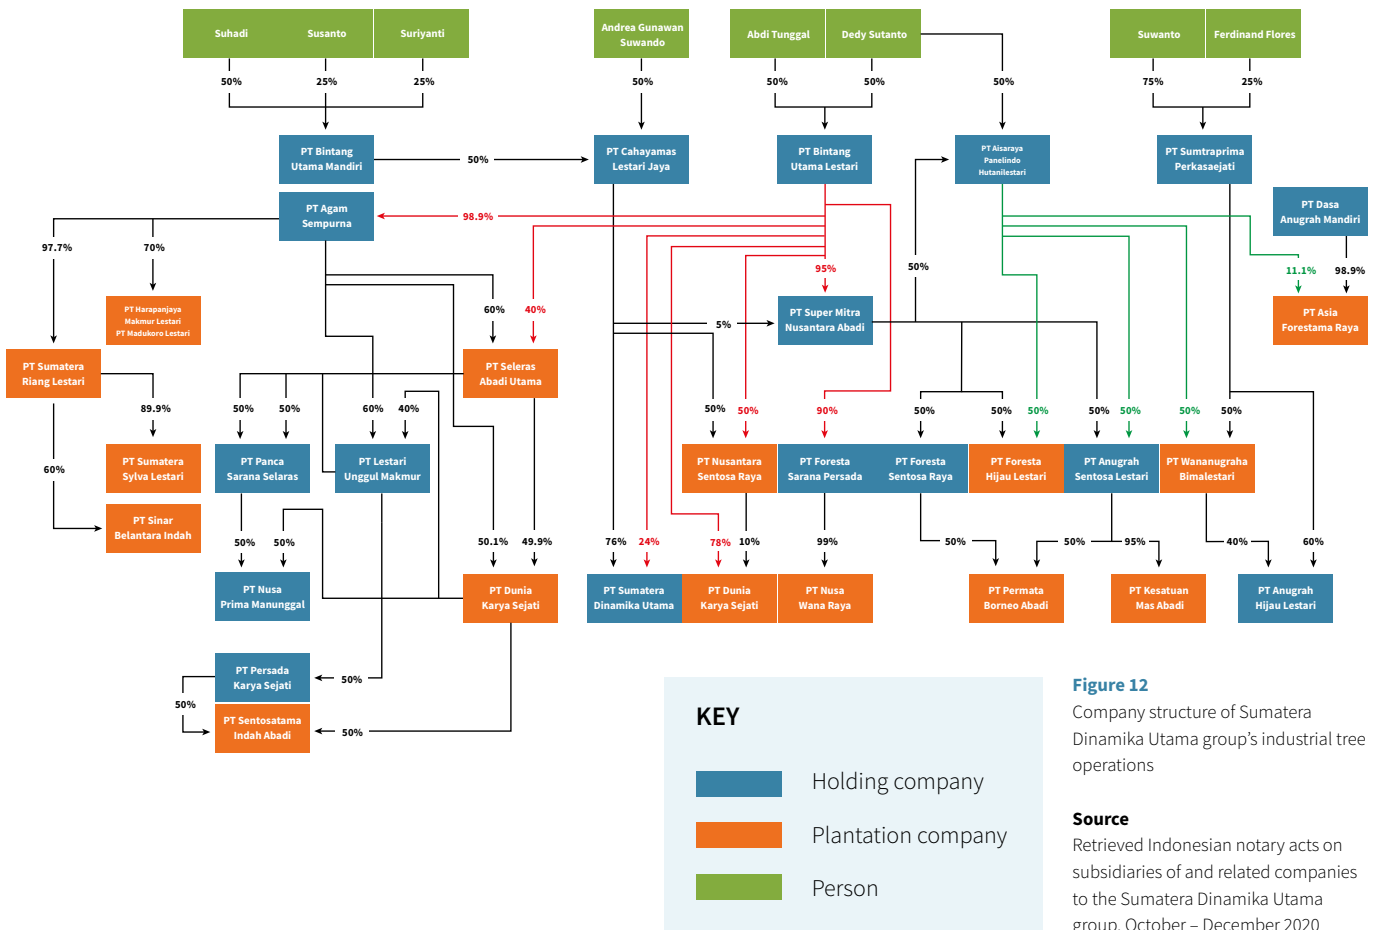 Suhadi
Susanto
Suriyanti
Andrea Gunawan
Suwando
Abdi Tunggal
Dedy Sutanto
Suwanto
Ferdinand Flores
50%
25%
25%
50%
50%
50%
50%
75%
25%
PT Bintang
Utama Mandiri
50%
PT Cahayamas
Lestari Jaya
PT Bintang
Utama Lestari
PT Aisaraya
Panelindo
Hutanilestari
PT Sumtraprima
Perkasaejati
PT Agam
Sempurna
98.9%
PT Dasa
Anugrah Mandiri
97.7%
70%
95%
50%
11.1%
98.9%
PT Harapanjaya
Makmur Lestari
PT Madukoro Lestari
60%
40%
5%
PT Super Mitra
Nusantara Abadi
PT Asia
Forestama Raya
PT Sumatera
Riang Lestari
PT Seleras
Abadi Utama
89.9%
50%
50%
60%
40%
50%
50%
90%
50%
50%
50%
50%
50%
50%
50%
60%
PT Sumatera
Sylva Lestari
PT Panca
Sarana Selaras
PT Lestari
Unggul Makmur
PT Nusantara
Sentosa Raya
PT Foresta
Sarana Persada
PT Foresta
Sentosa Raya
PT Foresta
Hijau Lestari
PT Anugrah
Sentosa Lestari
PT Wananugraha
Bimalestari
PT Sinar
Belantara Indah
50%
50%
50.1%
49.9%
76%
24%
78%
10%
99%
50%
50%
95%
40%
60%
PT Nusa
Prima Manunggal
PT Dunia
Karya Sejati
PT Sumatera
Dinamika Utama
PT Dunia
Karya Sejati
PT Nusa
Wana Raya
PT Permata
Borneo Abadi
PT Kesatuan
Mas Abadi
PT Anugrah
Hijau Lestari
PT Persada
Karya Sejati
50%
50%
PT Sentosatama
Indah Abadi
50%
KEY
Holding company
Plantation company
Person
Figure 12
Company structure of Sumatera
Dinamika Utama group's industrial tree
operations
Source
Retrieved Indonesian notary acts on
subsidiaries of and related companies
to the Sumatera Dinamika Utama
group, October – December 2020